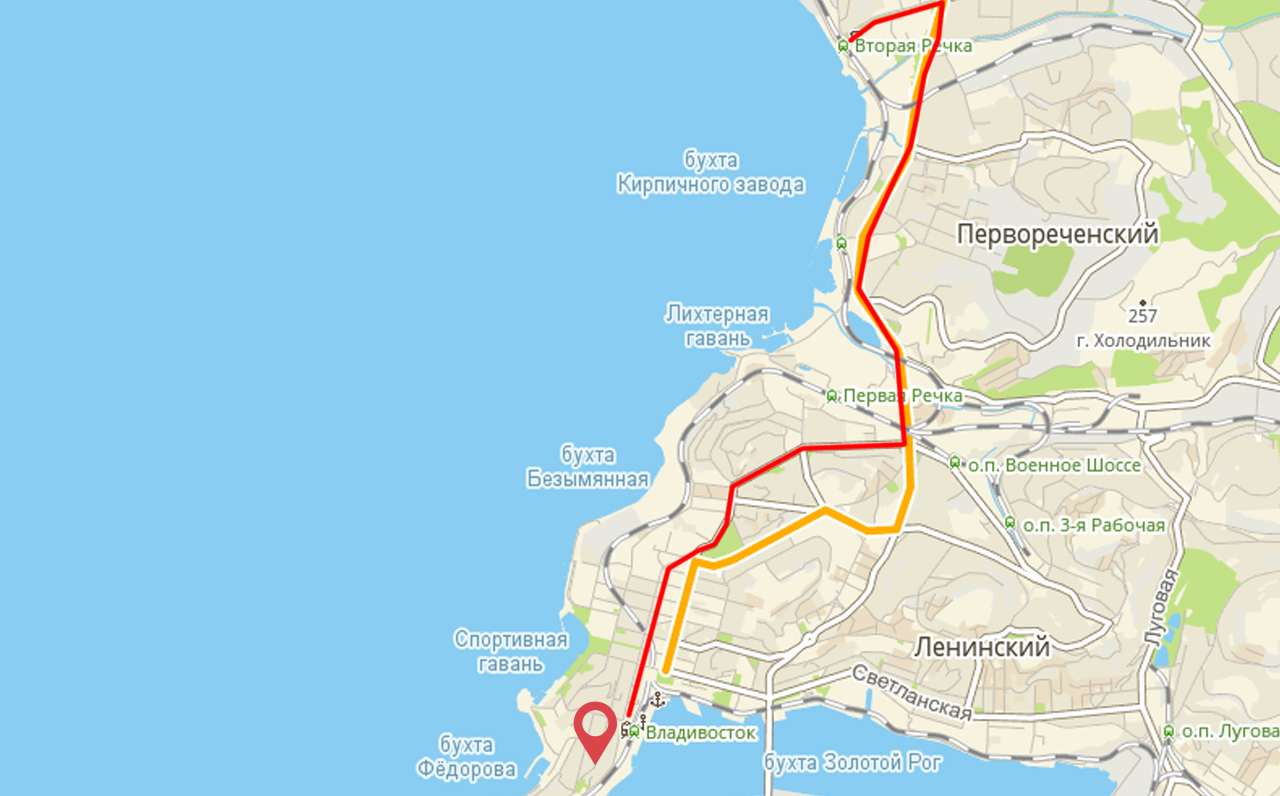 Вторая Речка
бухта
Кирпичного завода
Первореченский
Лихтерная
гавань
257
г. Холодильник
Первая Речка
бухта
Безымянная
о.п. Военное Шоссе
о.п. 3-я Рабочая
Луговая
Спортивная
гавань
Ленинский
Светланская
бухта
Фёдорова
Владивосток
о.п. Лугова
бухта Золотой Рог